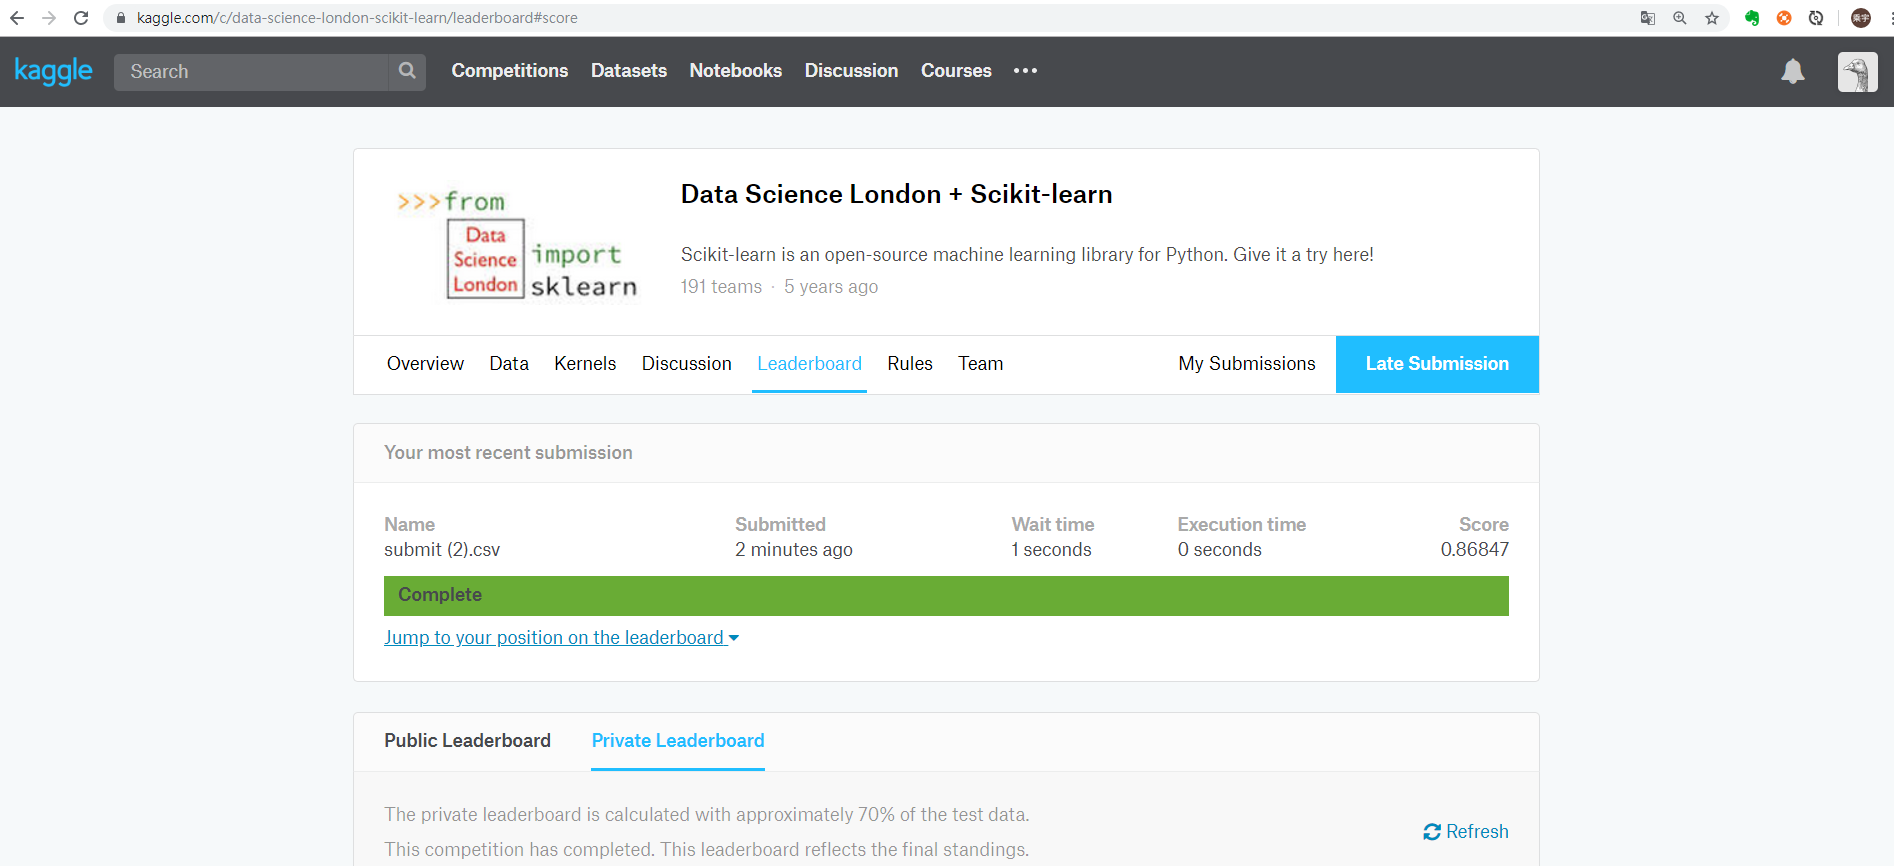 kaggle.com/c/data-science-london-scikit-learn/leaderboard#score
kaggle
Search
Competitions Datasets Notebooks Discussion Courses
>>>from
Data
Science
London
import
sklearn
Data Science London + Scikit-learn
Scikit-learn is an open-source machine learning library for Python. Give it a try here!
191 teams · 5 years ago
Overview Data Kernels Discussion Leaderboard Rules Team My Submissions Late Submission
Your most recent submission
Name Submitted Wait time Execution time Score
submit (2).csv 2 minutes ago 1 seconds 0 seconds 0.86847
Complete
Jump to your position on the leaderboard
Public Leaderboard Private Leaderboard
The private leaderboard is calculated with approximately 70% of the test data.
Refresh
This competition has completed. This leaderboard reflects the final standings.